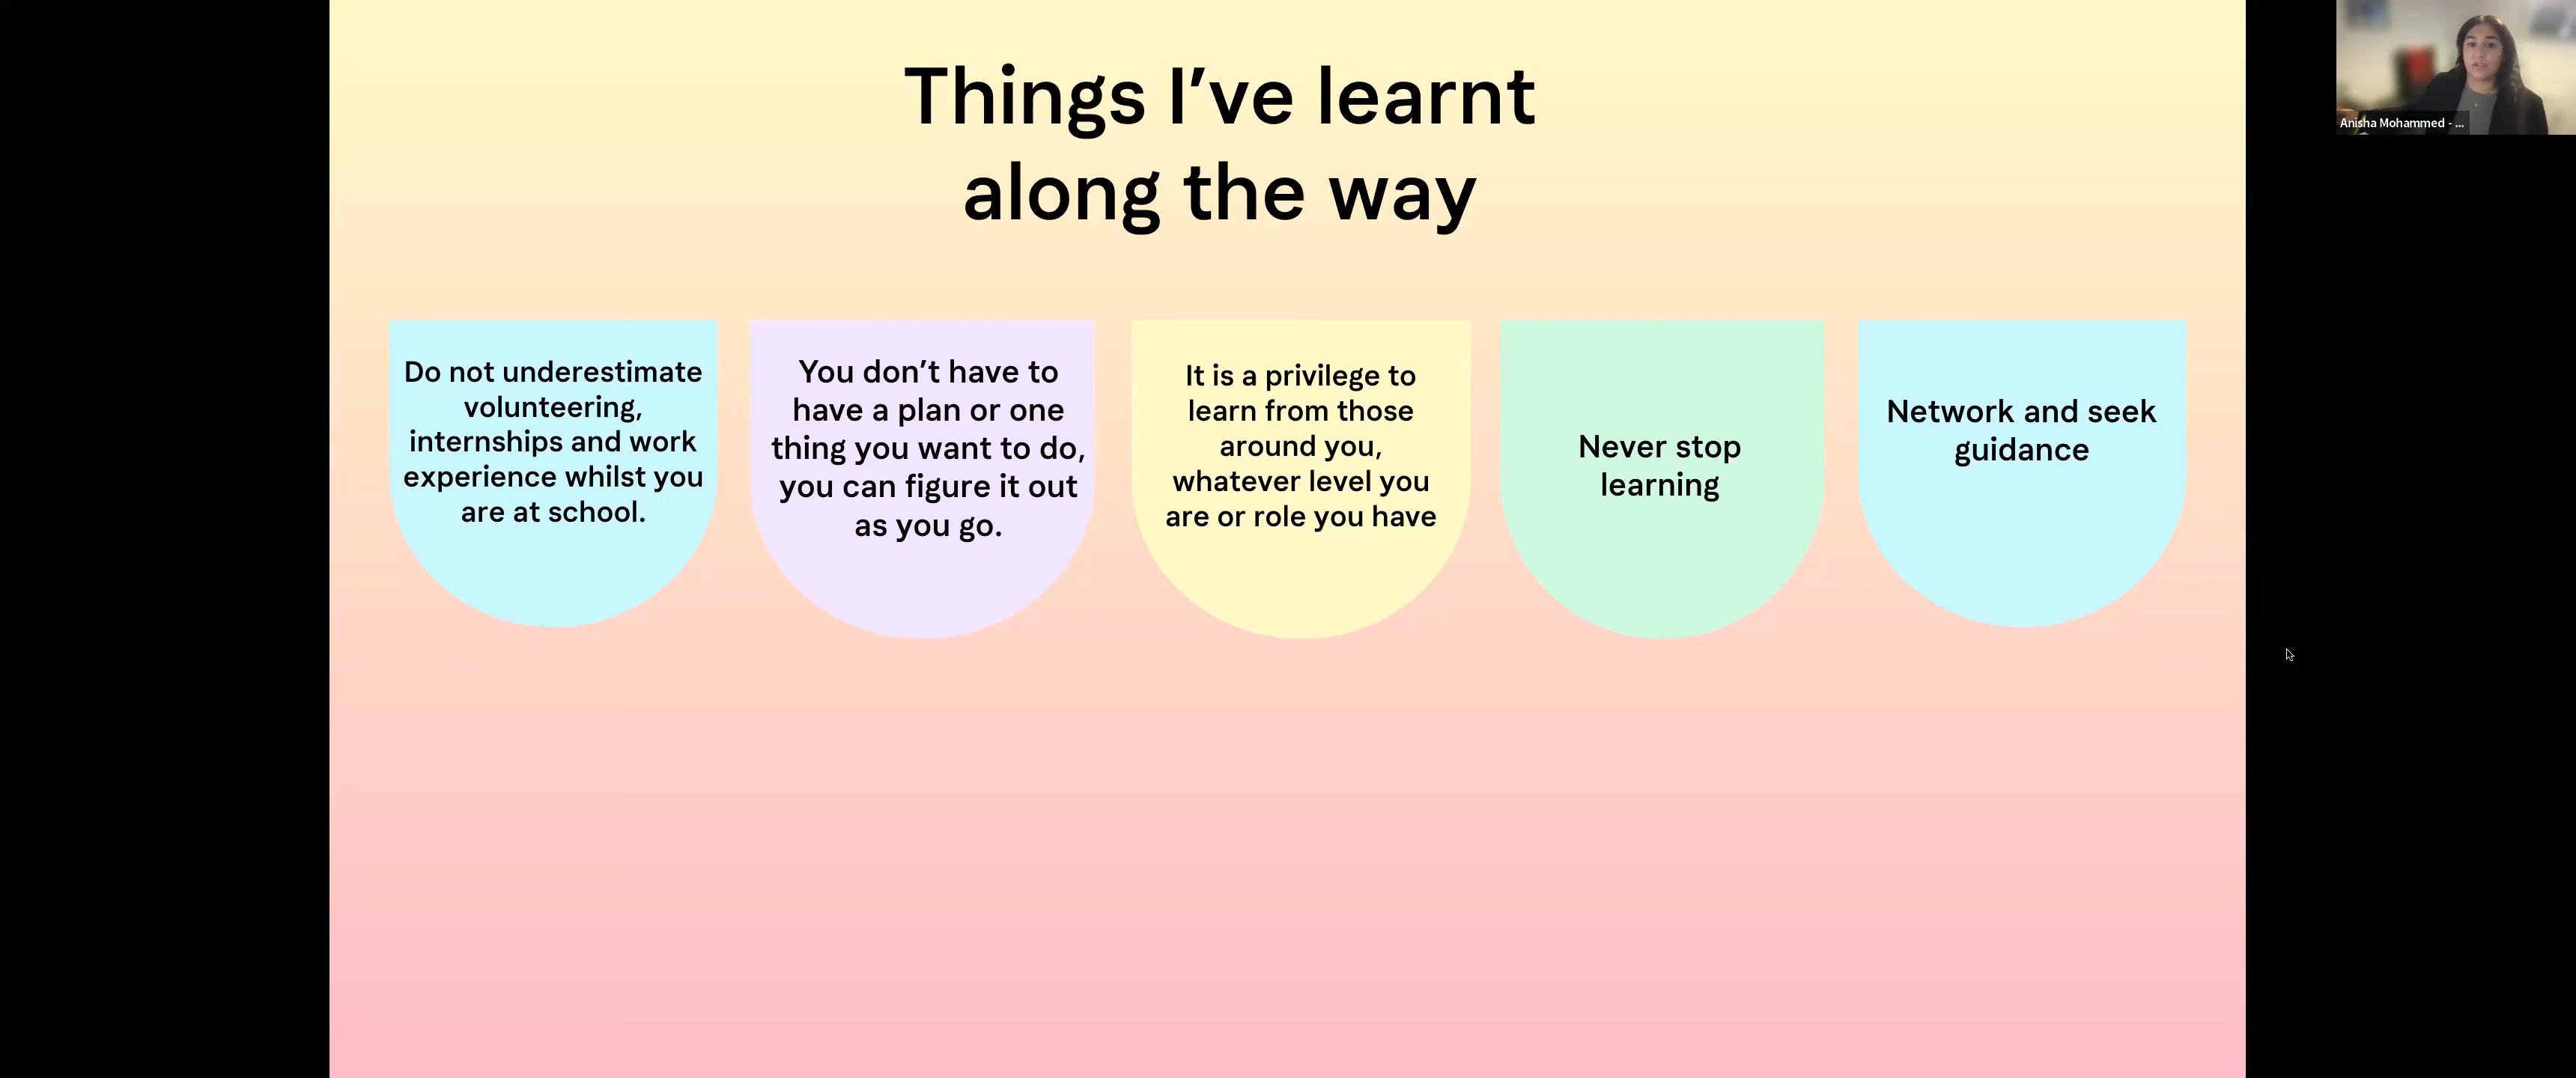 Things I've learnt
along the way
Do not underestimate
volunteering,
internships and work
experience whilst you
are at school.
You don't have to
have a plan or one
thing you want to do,
you can figure it out
as you go.
It is a privilege to
learn from those
around you,
whatever level you
are or role you have
Never stop
learning
Network and seek
guidance
Anisha Mohammed - ...